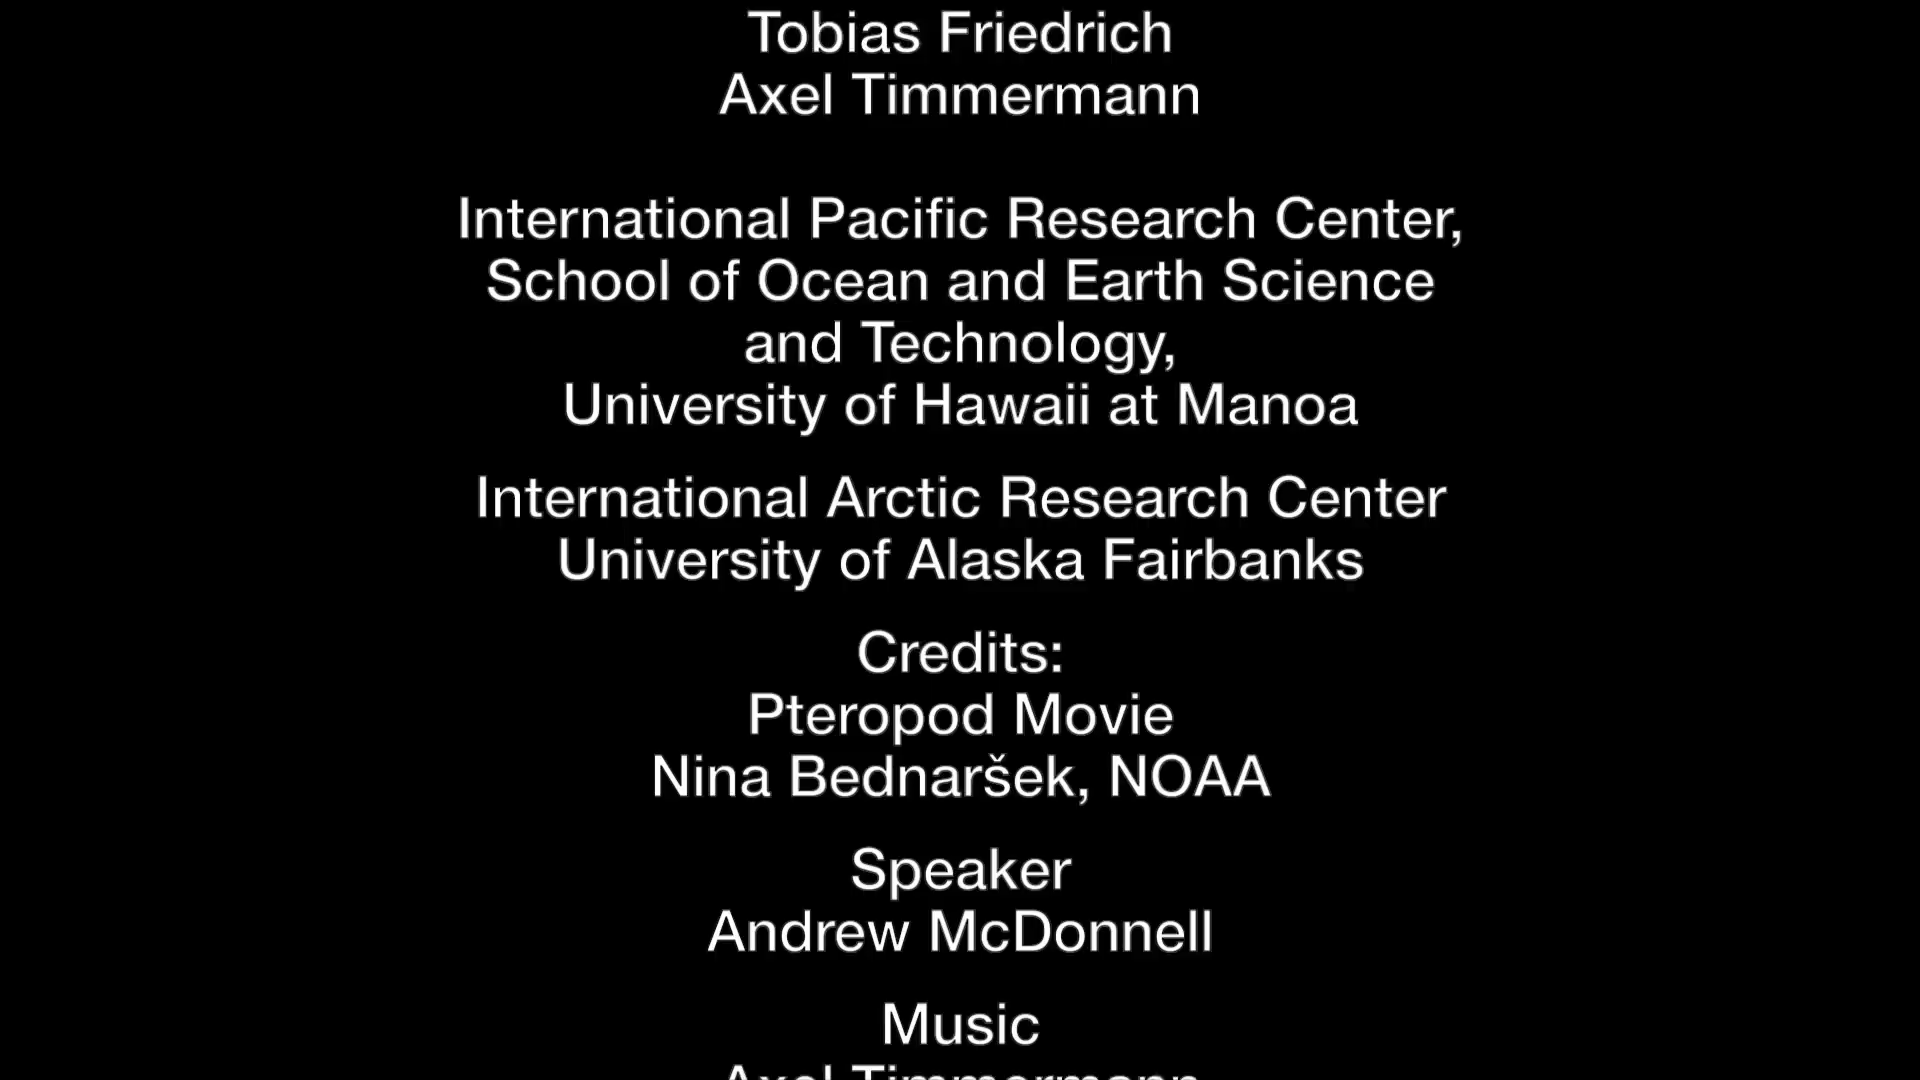 Tobias Friedrich
Axel Timmermann
International Pacific Research Center,
School of Ocean and Earth Science
and Technology,
University of Hawaii at Manoa
International Arctic Research Center
University of Alaska Fairbanks
Credits:
Pteropod Movie
Nina Bednaršek, NOAA
Speaker
Andrew McDonnell
Music
Axel Timmermann